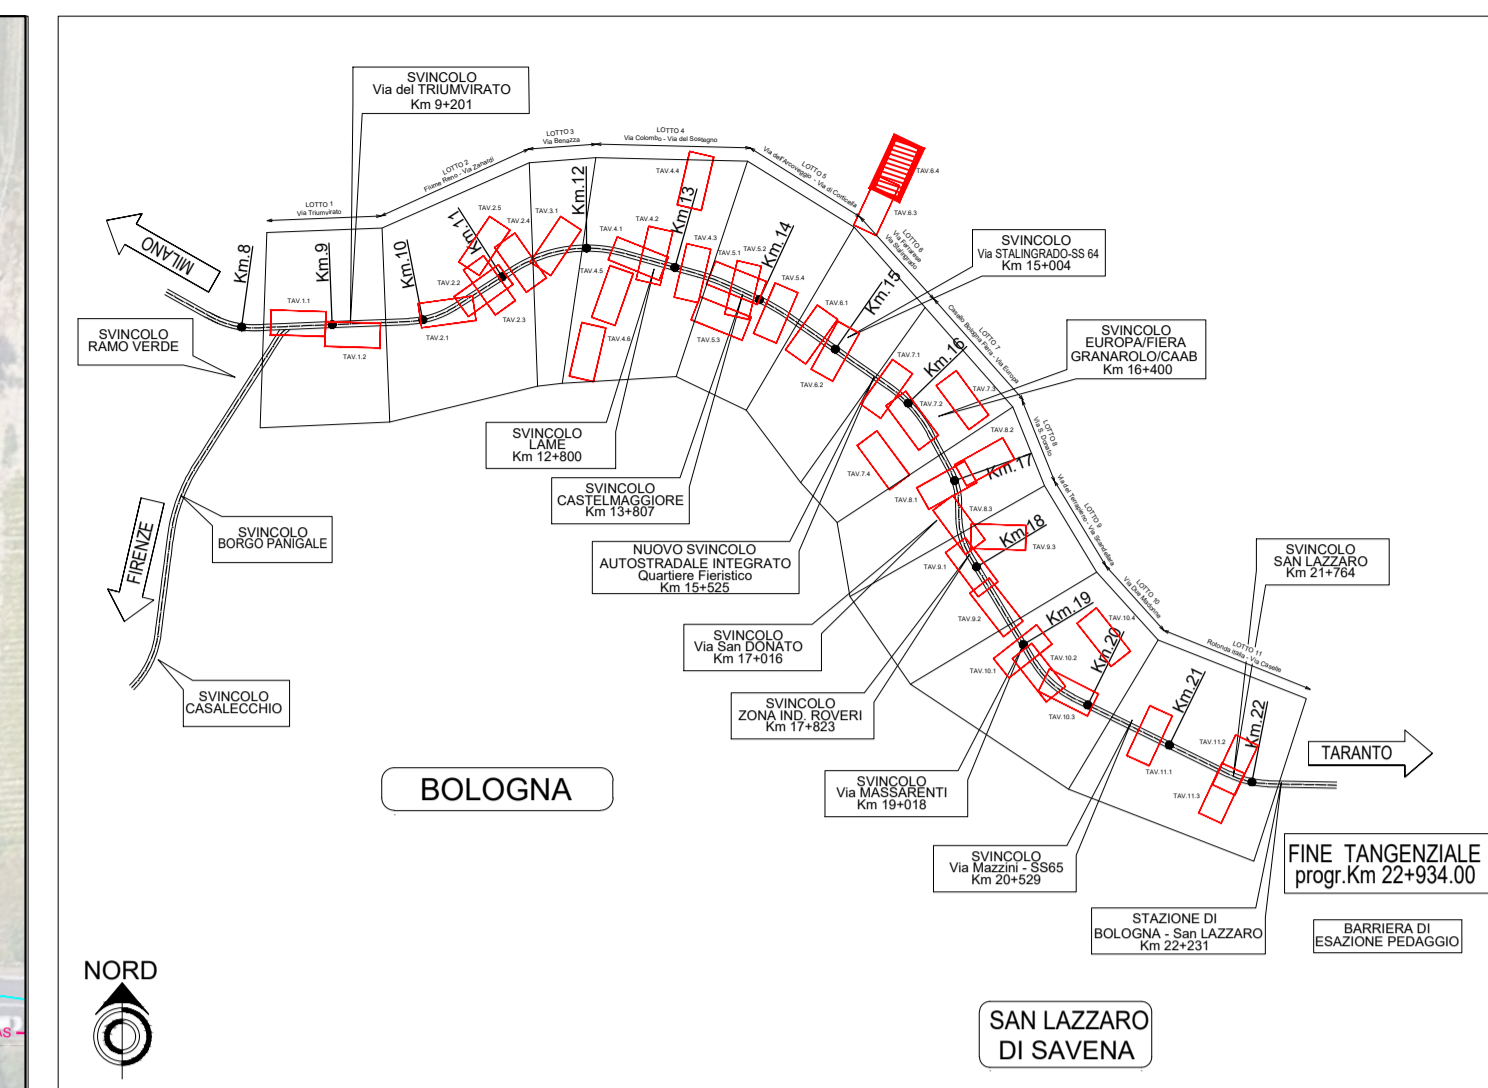 SVINCOLO
Via del TRIUMVIRATO
Km 9+201
LOTTO 1
Via Triumvirato
LOTTO 2
Fiume Reno - Via Zanardi
LOTTO 3
Via Benazza
LOTTO 4
Via Colombo - Via del Sostegno
LOTTO 5
Via dell'Arcoveggio - Via di Corticella
LOTTO 6
Via Ferrarese
Via Stalingrado
LOTTO 7
Bologna Fiera - Via Europa
LOTTO 8
Via S. Donato
LOTTO 9
Via del Terrapieno - Via Scandellara
LOTTO 10
Via Due Madonne
LOTTO 11
Rotonda Italia - Via Caselle
MILANO
FIRENZE
TARANTO
Km.8
Km.9
Km.10
Km.11
Km.12
Km.13
Km.14
Km.15
Km.16
Km.17
Km.18
Km.19
Km.20
Km.21
Km.22
TAV.1.1
TAV.1.2
TAV.2.1
TAV.2.2
TAV.2.3
TAV.2.4
TAV.2.5
TAV.3.1
TAV.4.1
TAV.4.2
TAV.4.3
TAV.4.4
TAV.4.5
TAV.4.6
TAV.5.1
TAV.5.2
TAV.5.3
TAV.5.4
TAV.6.1
TAV.6.2
TAV.6.3
TAV.6.4
TAV.7.1
TAV.7.2
TAV.7.3
TAV.7.4
TAV.8.1
TAV.8.2
TAV.8.3
TAV.9.1
TAV.9.2
TAV.9.3
TAV.10.1
TAV.10.2
TAV.10.3
TAV.10.4
TAV.11.1
TAV.11.2
TAV.11.3
SVINCOLO
Via STALINGRADO-SS 64
Km 15+004
SVINCOLO
EUROPA/FIERA
GRANAROLO/CAAB
Km 16+400
SVINCOLO
RAMO VERDE
SVINCOLO
BORGO PANIGALE
SVINCOLO
CASALECCHIO
SVINCOLO
LAME
Km 12+800
SVINCOLO
CASTELMAGGIORE
Km 13+807
NUOVO SVINCOLO
AUTOSTRADALE INTEGRATO
Quartiere Fieristico
Km 15+525
SVINCOLO
Via San DONATO
Km 17+016
SVINCOLO
ZONA IND. ROVERI
Km 17+823
SVINCOLO
Via MASSARENTI
Km 19+018
SVINCOLO
Via Mazzini - SS65
Km 20+529
SVINCOLO
SAN LAZZARO
Km 21+764
STAZIONE DI
BOLOGNA - San LAZZARO
Km 22+231
FINE TANGENZIALE
progr.Km 22+934.00
BARRIERA DI
ESAZIONE PEDAGGIO
BOLOGNA
SAN LAZZARO
DI SAVENA
NORD